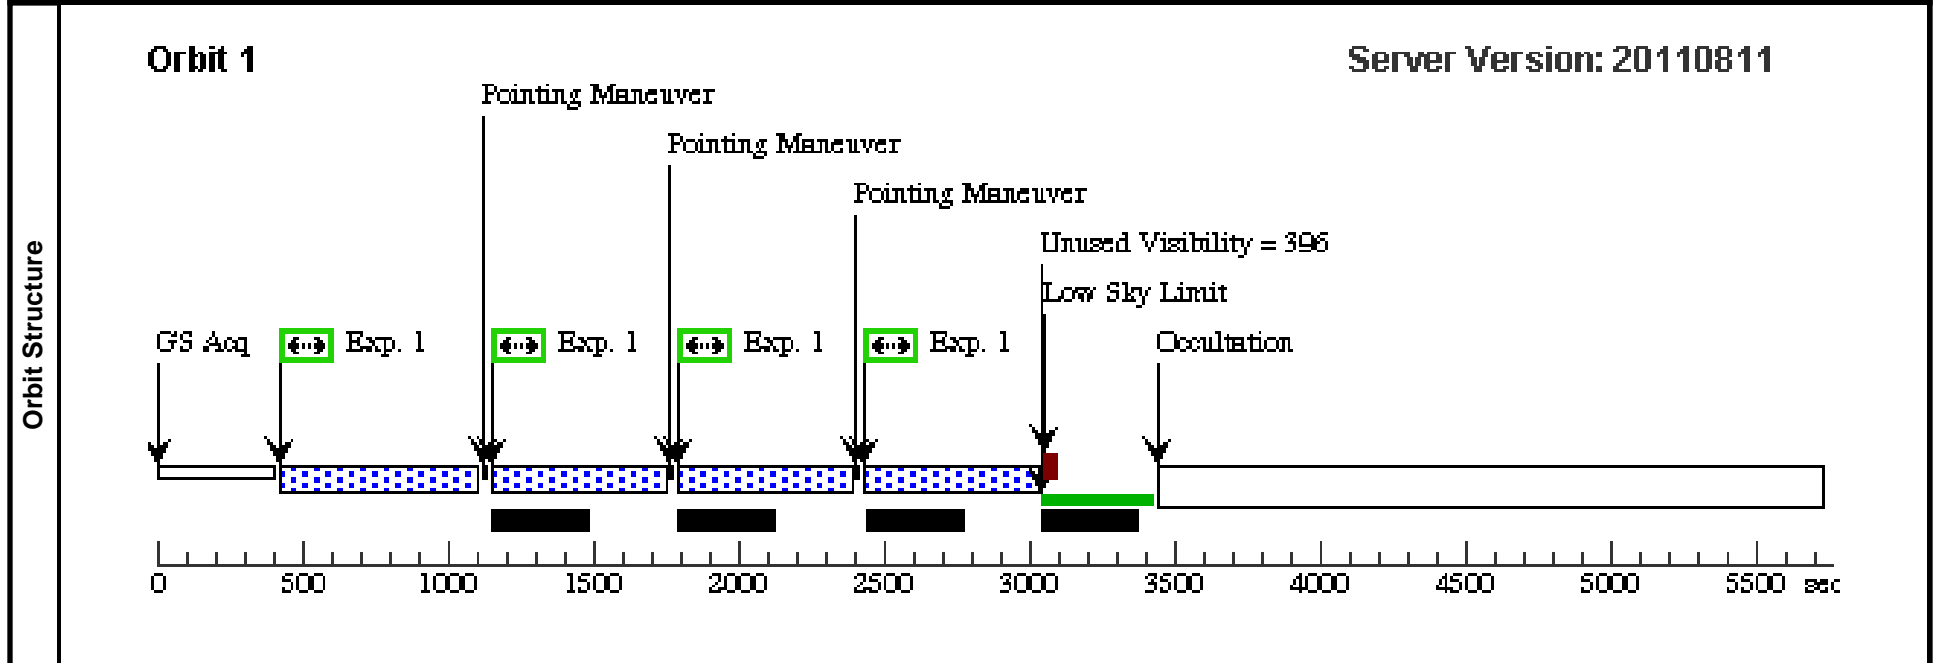 Orbit Structure
Orbit 1
Server Version: 20110811
Pointing Maneuver
Pointing Maneuver
Pointing Maneuver
Unused Visibility = 396
Low Sky Limit
GS Acq
Exp. 1
Exp. 1
Exp. 1
Exp. 1
Occultation
0 500 1000 1500 2000 2500 3000 3500 4000 4500 5000 5500 sec